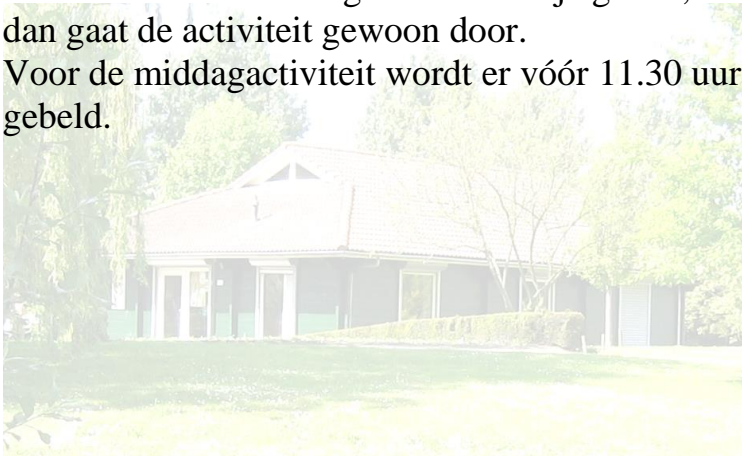 dan gaat de activiteit gewoon door.
Voor de middagactiviteit wordt er vóór 11.30 uur
gebeld.